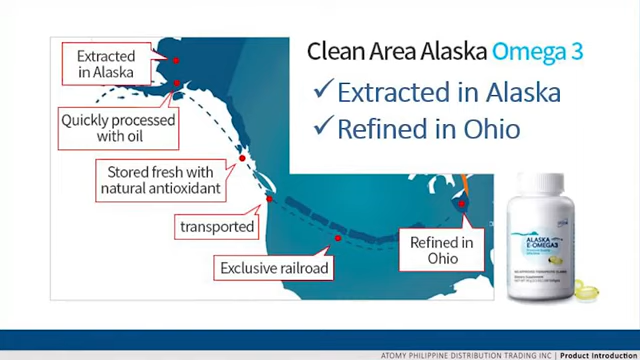 Clean Area Alaska Omega 3
✓Extracted in Alaska
✓Refined in Ohio
Extracted
in Alaska
Quickly processed
with oil
Stored fresh with
natural antioxidant
transported
Exclusive railroad
Refined in
Ohio
ALASKA
E-OMEGA3
ATOMY PHILIPPINE DISTRIBUTION TRADING INC | Product Introduction